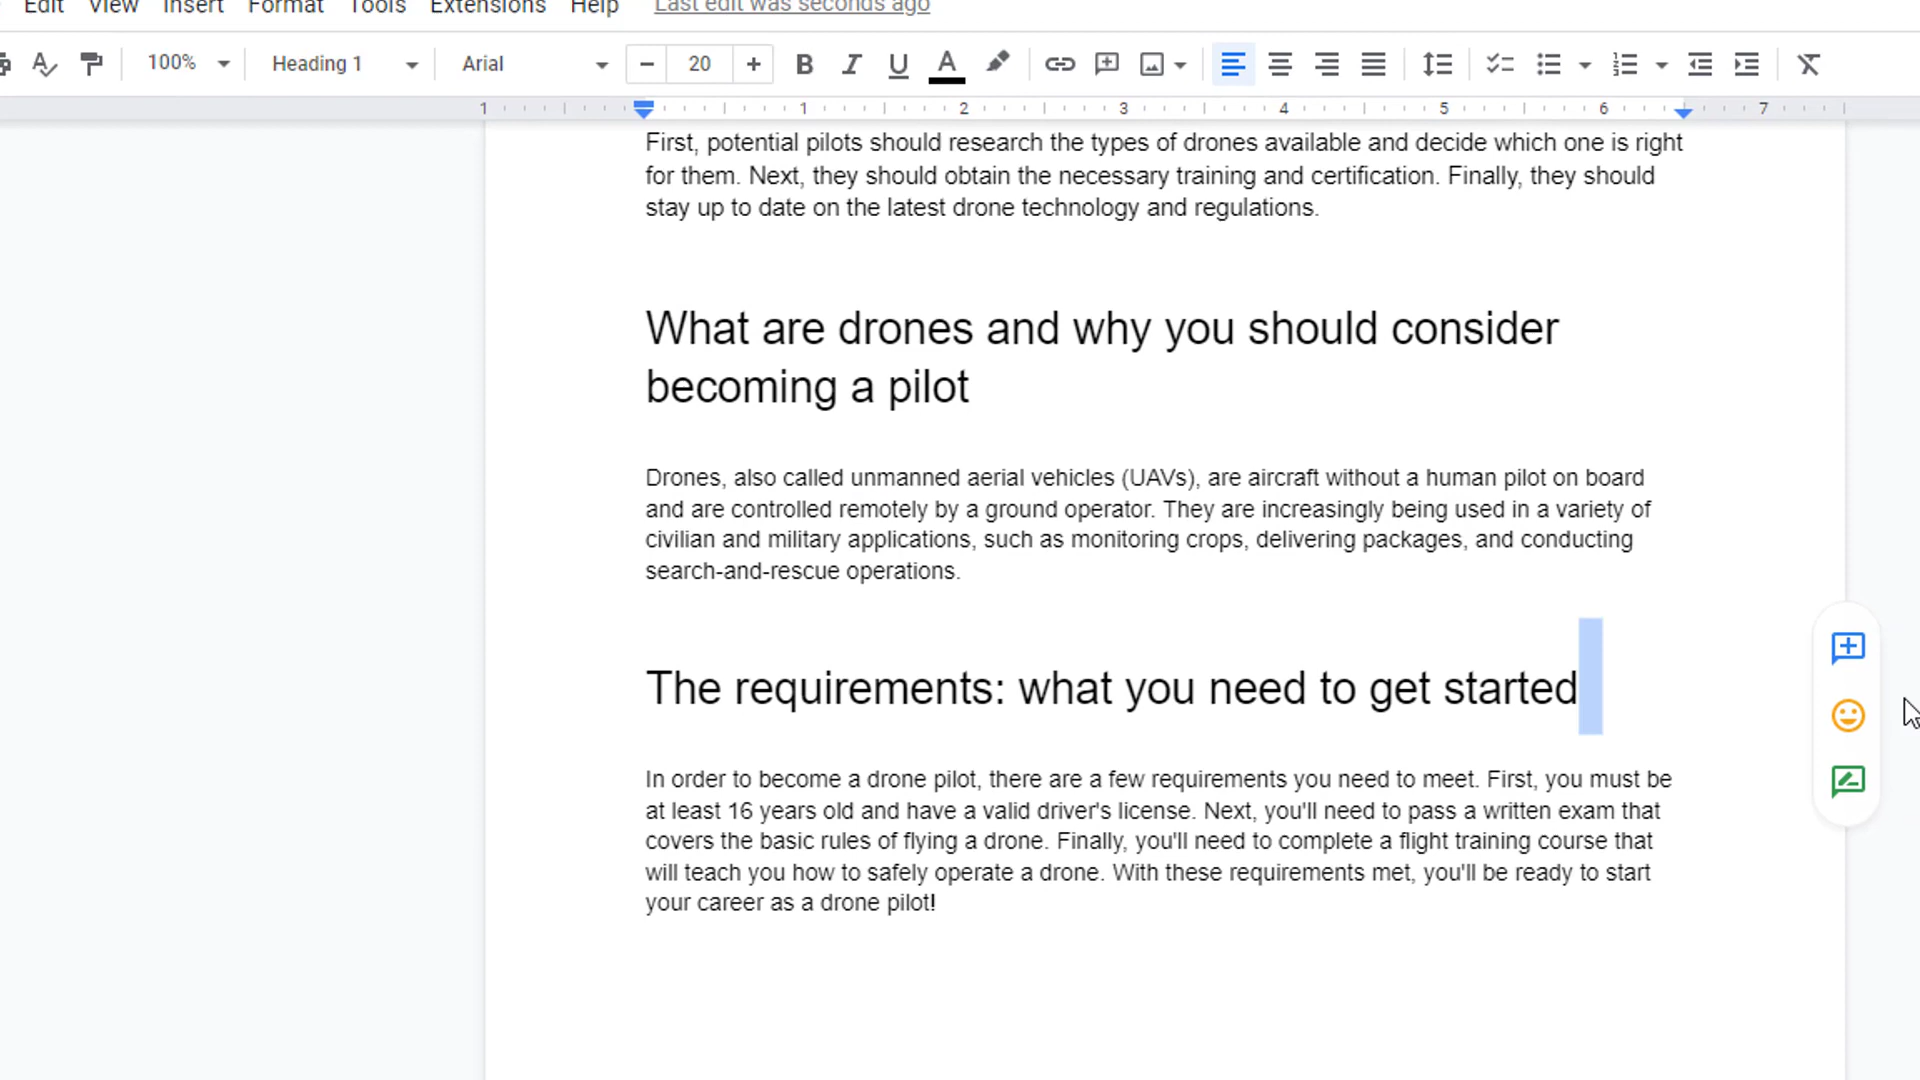 Edit View Insert Format Tools Extensions Help Last edit was seconds ago
100% Heading 1 Arial 20 B I U A
1 1 2 3 4 5 6 7
First, potential pilots should research the types of drones available and decide which one is right
for them. Next, they should obtain the necessary training and certification. Finally, they should
stay up to date on the latest drone technology and regulations.
What are drones and why you should consider
becoming a pilot
Drones, also called unmanned aerial vehicles (UAVs), are aircraft without a human pilot on board
and are controlled remotely by a ground operator. They are increasingly being used in a variety of
civilian and military applications, such as monitoring crops, delivering packages, and conducting
search-and-rescue operations.
The requirements: what you need to get started
In order to become a drone pilot, there are a few requirements you need to meet. First, you must be
at least 16 years old and have a valid driver's license. Next, you'll need to pass a written exam that
covers the basic rules of flying a drone. Finally, you'll need to complete a flight training course that
will teach you how to safely operate a drone. With these requirements met, you'll be ready to start
your career as a drone pilot!